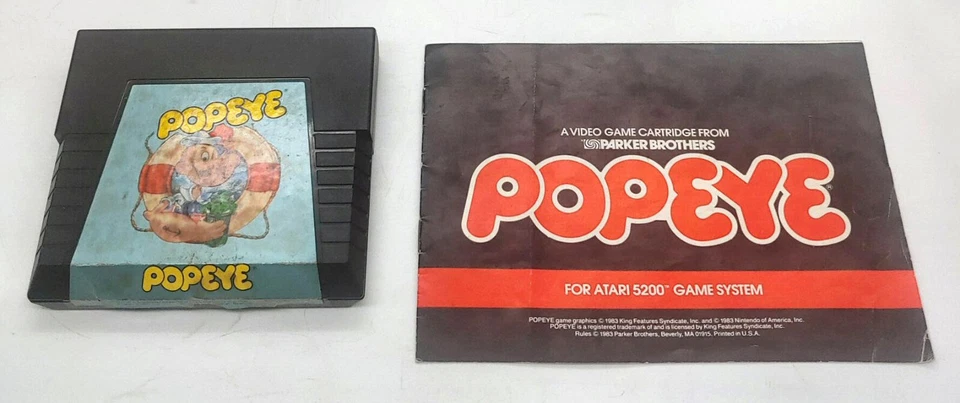 POPEYE
POPEYE
A VIDEO GAME CARTRIDGE FROM
PARKER BROTHERS
POPEYE®
FOR ATARI 5200™ GAME SYSTEM
POPEYE game graphics © 1983 King Features Syndicate, Inc. and © 1983 Nintendo of America, Inc.
POPEYE is a registered trademark of and is licensed by King Features Syndicate, Inc.
Rules © 1983 Parker Brothers, Beverly, MA 01915. Printed in U.S.A.